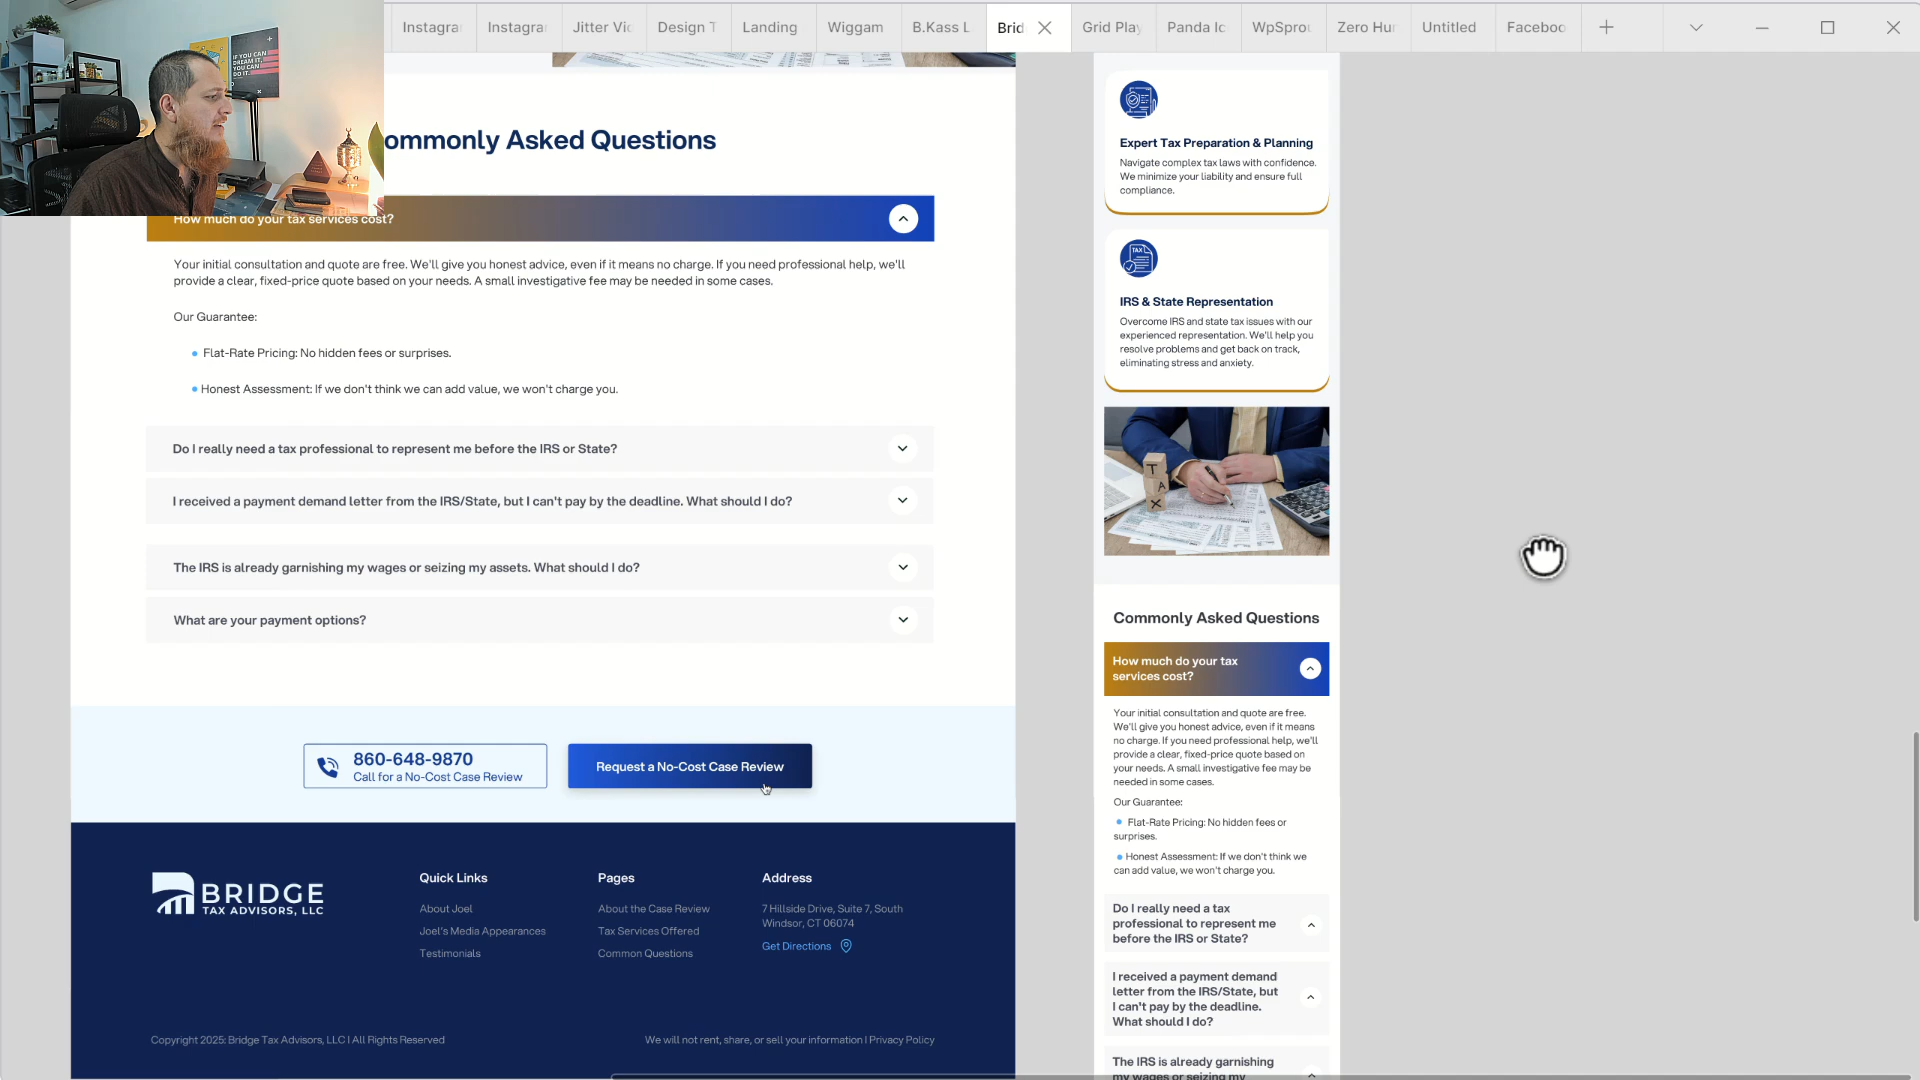 Instagra
Instagra
Jitter Vic
Design T
Landing
Wiggam
B.Kass L
Brid
Grid Play
Panda Ic
WpSprou
Zero Hur
Untitled
Faceboo
IF YOU CAN
DREAM IT,
YOU CAN
DO IT.
ommonly Asked Questions
How much do your tax services cost?
Your initial consultation and quote are free. We'll give you honest advice, even if it means no charge. If you need professional help, we'll
provide a clear, fixed-price quote based on your needs. A small investigative fee may be needed in some cases.
Our Guarantee:
Flat-Rate Pricing: No hidden fees or surprises.
Honest Assessment: If we don't think we can add value, we won't charge you.
Do I really need a tax professional to represent me before the IRS or State?
I received a payment demand letter from the IRS/State, but I can't pay by the deadline. What should I do?
The IRS is already garnishing my wages or seizing my assets. What should I do?
What are your payment options?
860-648-9870
Call for a No-Cost Case Review
Request a No-Cost Case Review
BRIDGE
TAX ADVISORS, LLC
Quick Links
About Joel
Joel's Media Appearances
Testimonials
Pages
About the Case Review
Tax Services Offered
Common Questions
Address
7 Hillside Drive, Suite 7, South
Windsor, CT 06074
Get Directions
Copyright 2025: Bridge Tax Advisors, LLC I All Rights Reserved
We will not rent, share, or sell your information I Privacy Policy
Expert Tax Preparation & Planning
Navigate complex tax laws with confidence.
We minimize your liability and ensure full
compliance.
TAX
IRS & State Representation
Overcome IRS and state tax issues with our
experienced representation. We'll help you
resolve problems and get back on track,
eliminating stress and anxiety.
T
A
X
Commonly Asked Questions
How much do your tax
services cost?
Your initial consultation and quote are free.
We'll give you honest advice, even if it means
no charge. If you need professional help, we'll
provide a clear, fixed-price quote based on
your needs. A small investigative fee may be
needed in some cases.
Our Guarantee:
Flat-Rate Pricing: No hidden fees or
surprises.
Honest Assessment: If we don't think we
can add value, we won't charge you.
Do I really need a tax
professional to represent me
before the IRS or State?
I received a payment demand
letter from the IRS/State, but
I can't pay by the deadline.
What should I do?
The IRS is already garnishing
my wages or seizing my